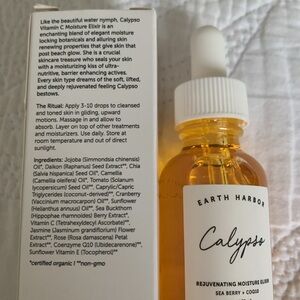 Like the beautiful water nymph, Calypso
Vitamin C Moisture Elixir is an
enchanting blend of elegant moisture
locking botanicals and alluring skin
renewing properties that give skin that
post beach glow. She is a crucial
skincare treasure who seals your skin
with a moisturizing kiss of ultra-
nutritive, barrier enhancing actives.
Every skin type dreams of the soft, lifted,
and deeply rejuvenated feeling Calypso
bestows.
The Ritual: Apply 3-10 drops to cleansed
and toned skin in gliding, upward
motions. Massage in and allow to
absorb. Layer on top of other treatments
and moisturizers. Use daily. Store at
room temperature and out of direct
sunlight.
Ingredients: Jojoba (Simmondsia chinensis)
Oil*, Daikon (Raphanus) Seed Extract**, Chia
(Salvia hispanica) Seed Oil*, Camelia
(Camelia oleifera) Oil*, Tomato (Solanum
lycopersicum) Seed Oil**, Caprylic/Capric
Triglycerides (coconut-derived)**, Cranberry
(Vaccinium macrocarpon) Oil*, Sunflower
(Helianthus annuus) Oil**, Sea Buckthorn
(Hippophae rhamnoides) Berry Extract*,
Vitamin C (Tetrahexyldecyl Ascorbate)**,
Jasmine (Jasminum grandiflorum) Flower
Extract**, Rose (Rosa damascena) Petal
Extract**, Coenzyme Q10 (Ubidecarenone)**,
Sunflower Vitamin E (Tocopherol)**
*certified organic / **non-gmo
EARTH HARBOR
Calypso
REJUVENATING MOISTURE ELIXIR
SEA BERRY + COQ10